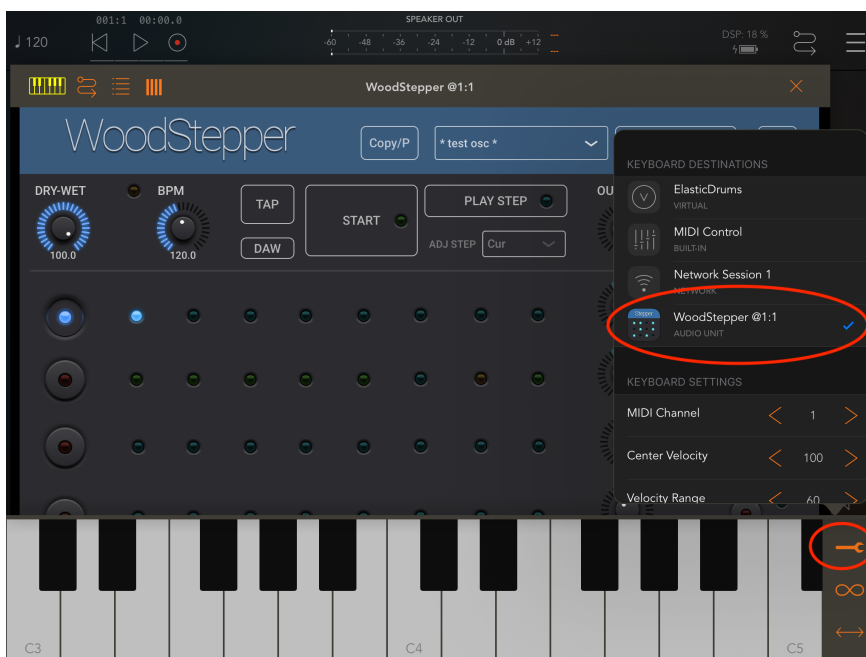 001:1 00:00.0
SPEAKER OUT
♩ 120
-60 -48 -36 -24 -12 0 dB +12
DSP: 18 %
WoodStepper @1:1
WoodStepper
Copy/P
* test osc *
DRY-WET
BPM
TAP
START
PLAY STEP
OU
100.0
120.0
DAW
ADJ STEP
Cur
KEYBOARD DESTINATIONS
ElasticDrums
VIRTUAL
MIDI Control
BUILT-IN
Network Session 1
NETWORK
Stepper
WoodStepper @1:1
AUDIO UNIT
KEYBOARD SETTINGS
MIDI Channel
1
Center Velocity
100
Velocity Range
60
C3
C4
C5